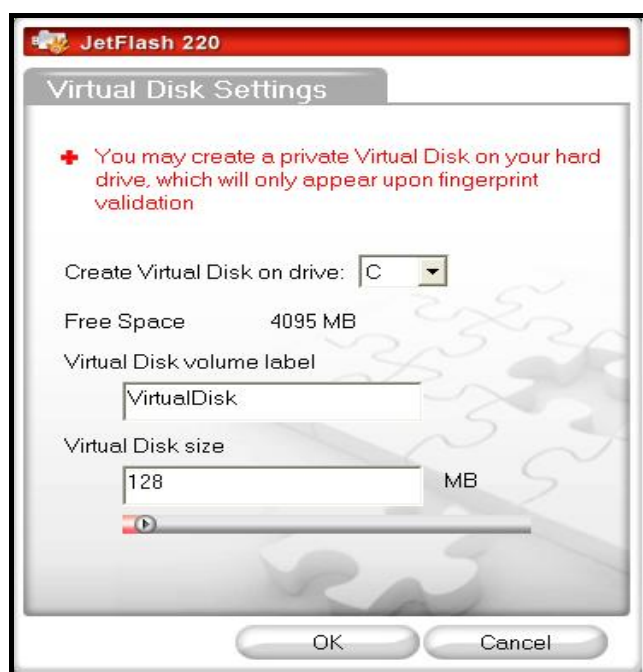 JetFlash 220
Virtual Disk Settings
You may create a private Virtual Disk on your hard
drive, which will only appear upon fingerprint
validation
Create Virtual Disk on drive: C
Free Space 4095 MB
Virtual Disk volume label
VirtualDisk
Virtual Disk size
128 MB
OK Cancel